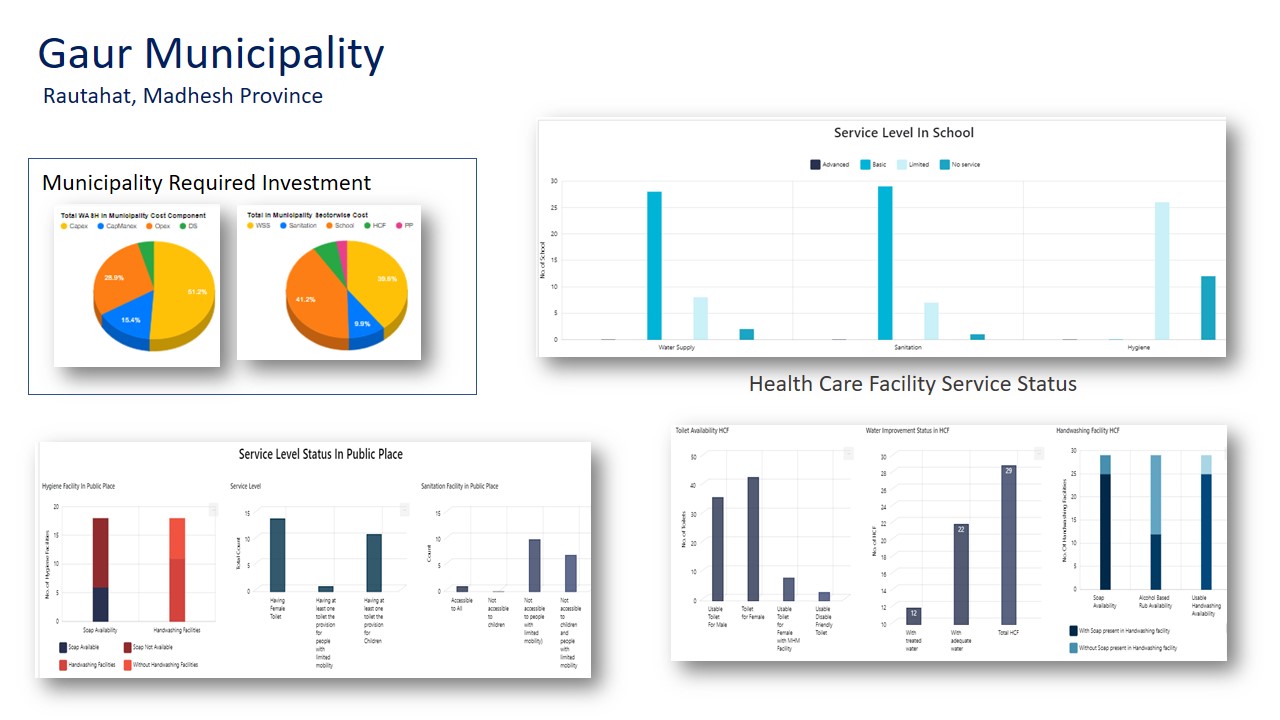 Gaur Municipality
Rautahat, Madhesh Province
Municipality Required Investment
Total WASH in Municipality Cost Component
Capex CapManex Opex DS
51.2%
15.4%
28.9%
Total in Municipality Sectorwise Cost
WSS Sanitation School HCF PP
39.6%
9.9%
41.2%
Service Level In School
Advanced Basic Limited No service
No. of School
30
25
20
15
10
5
0
Water Supply Sanitation Hygiene
Health Care Facility Service Status
Service Level Status In Public Place
Hygiene Facility In Public Place
No. of Hygiene Facilities
20
15
10
5
0
Soap Availability Handwashing Facilities
Soap Available Soap Not Available
Handwashing Facilities Without Handwashing Facilities
Service Level
Total Count
15
10
5
0
Having
Female
Toilet
Having at
least one
toilet the
provision
for
people
with
limited
mobility
Having at
least one
toilet the
provision
for
Children
Sanitation Facility in Public Place
Count
15
10
5
0
Accessible
to All
Not
accessible
to
children
Not
accessible
to people
with
limited
mobility)
Not
accessible
to
children
and
people
with
limited
mobility
Toilet Availability HCF
No. of Toilets
50
40
30
20
10
0
Usable
Toilet
For Male
Toilet
for Female
Usable
Toilet
for
Female
with MHM
Facility
Usable
Disable
Friendly
Toilet
Water Improvement Status in HCF
No. of HCF
30
28
26
24
22
20
18
16
14
12
10
12
22
29
With
treated
water
With
adequate
water
Total HCF
Handwashing Facility HCF
No. Of Handwashing Facilities
30
25
20
15
10
5
0
Soap
Availability
Alcohol Based
Rub Availability
Usable
Handwashing
Availability
With Soap present in Handwashing facility
Without Soap present in Handwashing facility